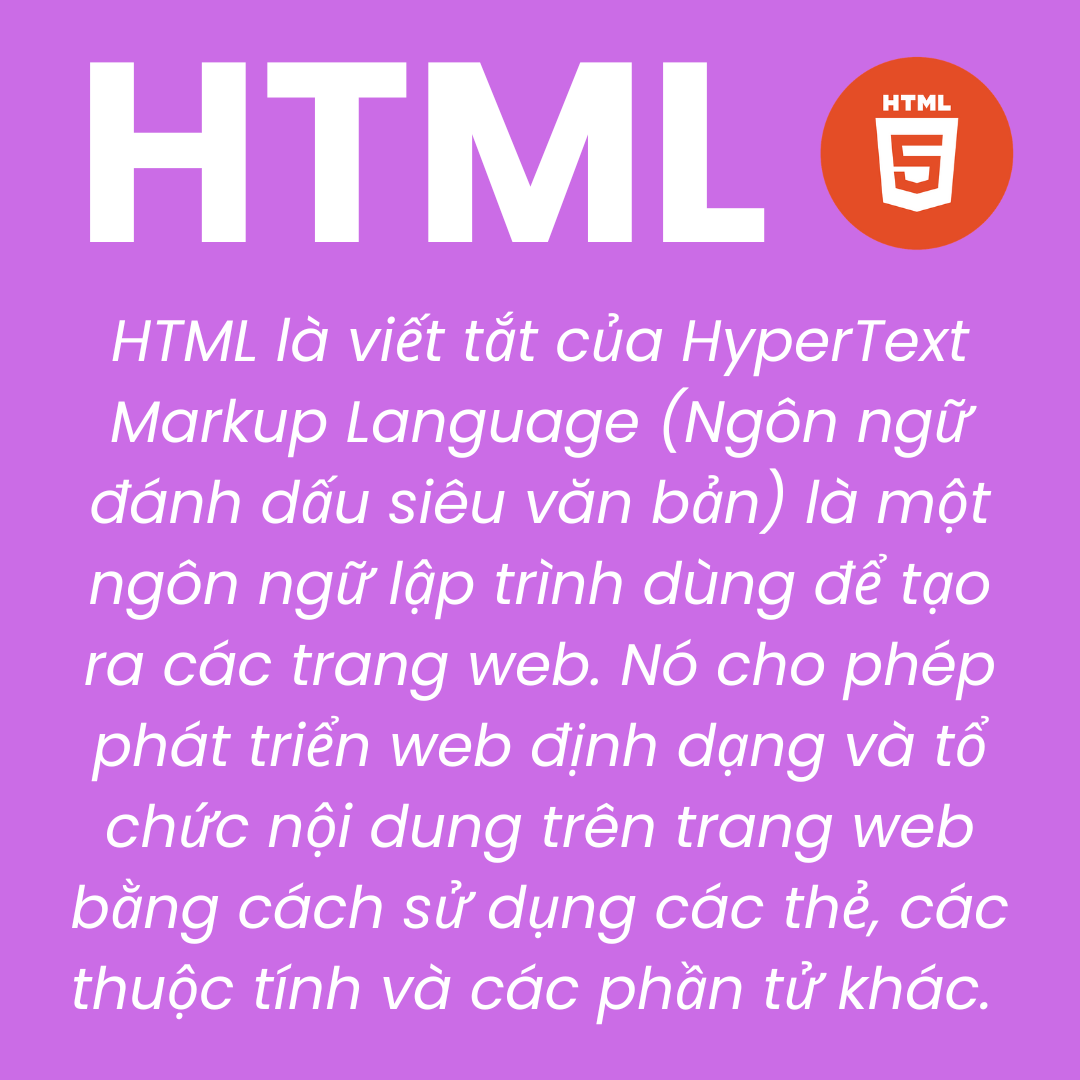 HTML
HTML
5
HTML là viết tắt của HyperText
Markup Language (Ngôn ngữ
đánh dấu siêu văn bản) là một
ngôn ngữ lập trình dùng để tạo
ra các trang web. Nó cho phép
phát triển web định dạng và tổ
chức nội dung trên trang web
bằng cách sử dụng các thẻ, các
thuộc tính và các phần tử khác.